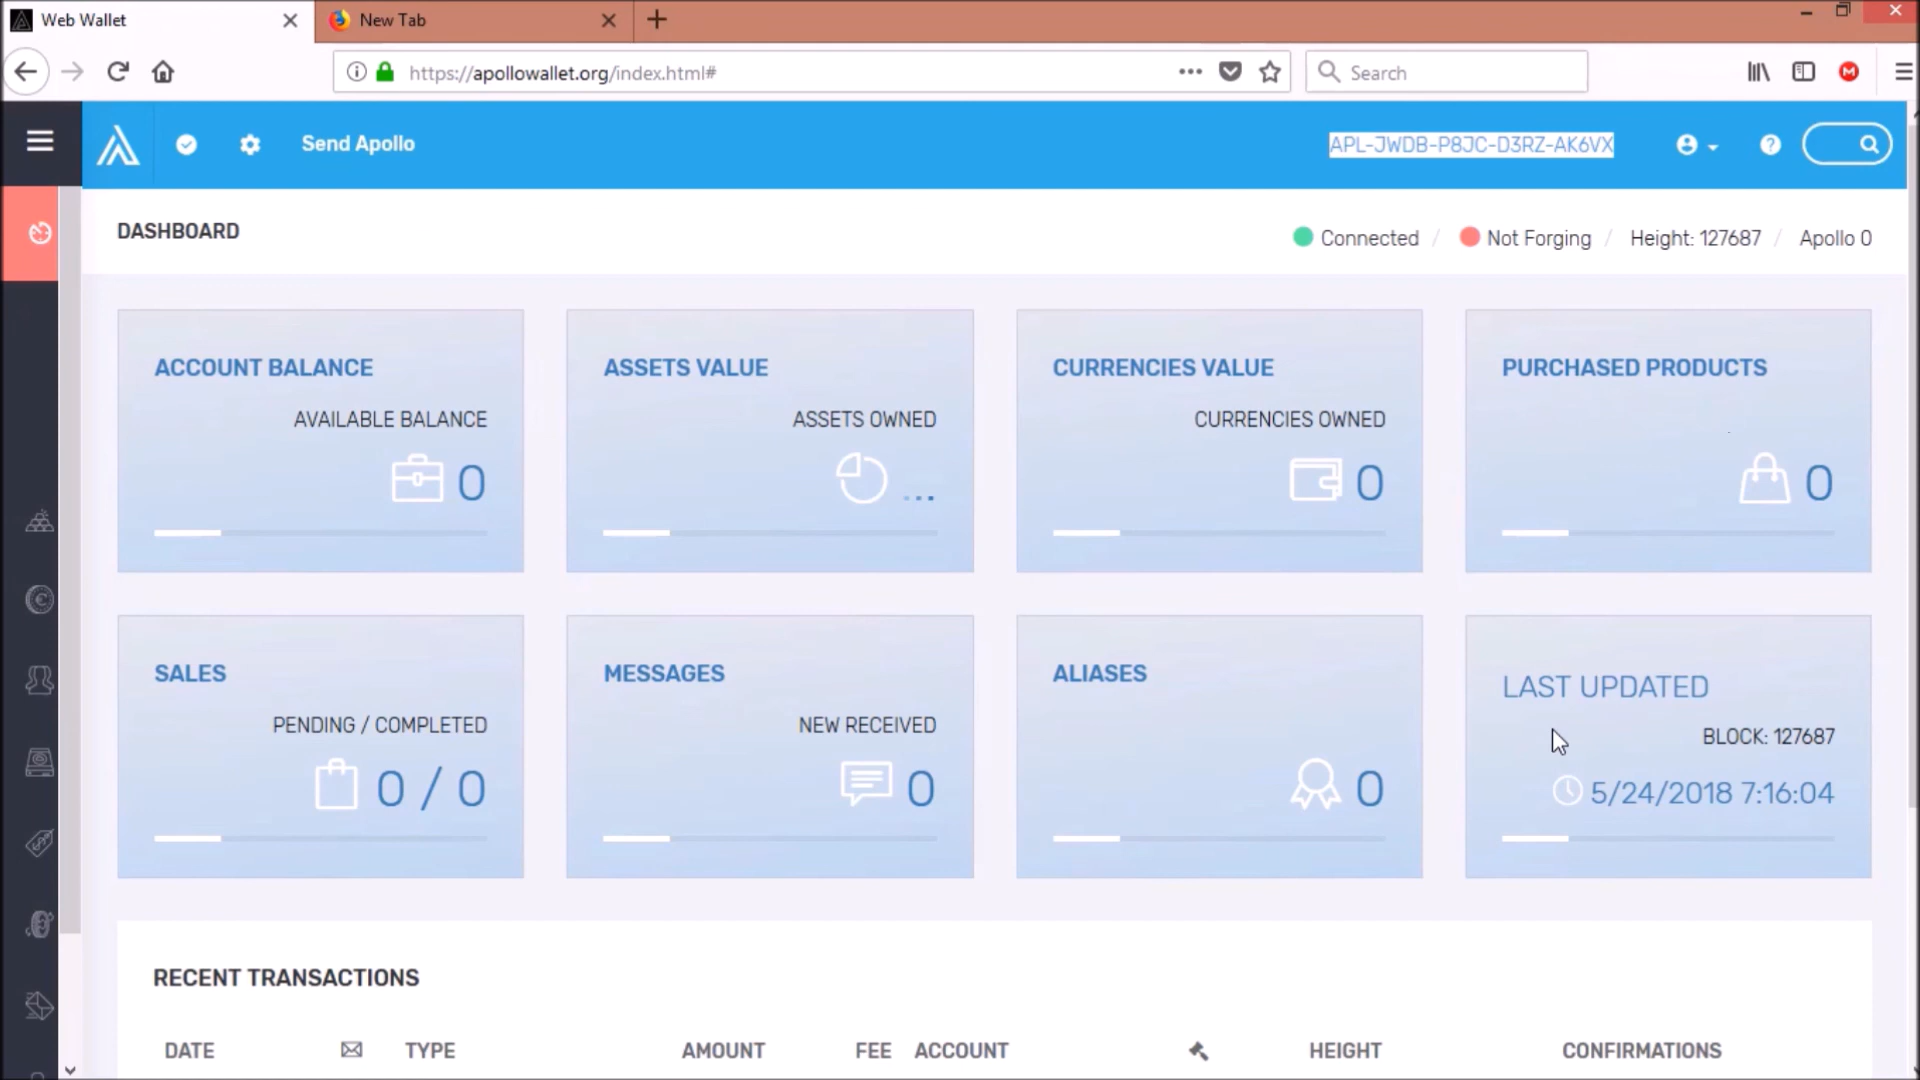 Web Wallet
New Tab
https://apollowallet.org/index.html#
Search
Send Apollo
APL-JWDB-P8JC-D3RZ-AK6VX
DASHBOARD
Connected / Not Forging / Height: 127687 / Apollo 0
ACCOUNT BALANCE
AVAILABLE BALANCE
0
ASSETS VALUE
ASSETS OWNED
...
CURRENCIES VALUE
CURRENCIES OWNED
0
PURCHASED PRODUCTS
0
SALES
PENDING / COMPLETED
0 / 0
MESSAGES
NEW RECEIVED
0
ALIASES
0
LAST UPDATED
BLOCK: 127687
5/24/2018 7:16:04
RECENT TRANSACTIONS
DATE TYPE AMOUNT FEE ACCOUNT HEIGHT CONFIRMATIONS